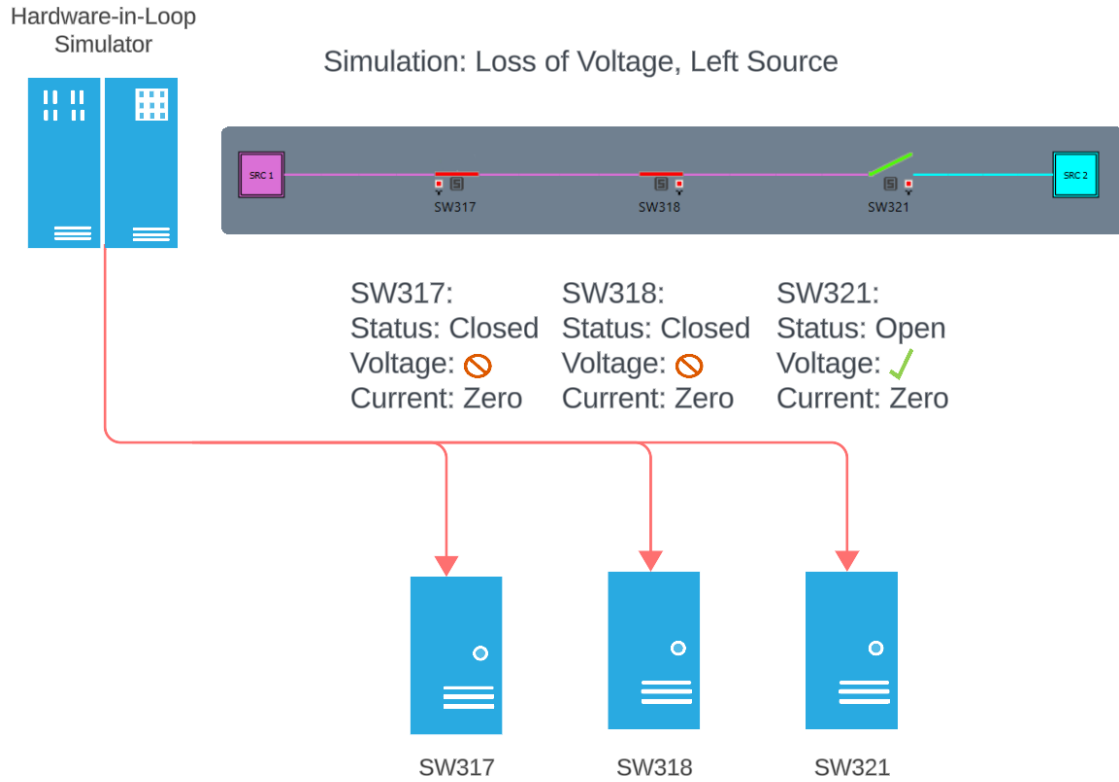 Hardware-in-Loop
Simulator
Simulation: Loss of Voltage, Left Source
SRC 1
S
SW317
S
SW318
S
SW321
SRC 2
SW317:
Status: Closed
Voltage:
Current: Zero
SW318:
Status: Closed
Voltage:
Current: Zero
SW321:
Status: Open
Voltage:
Current: Zero
SW317
SW318
SW321